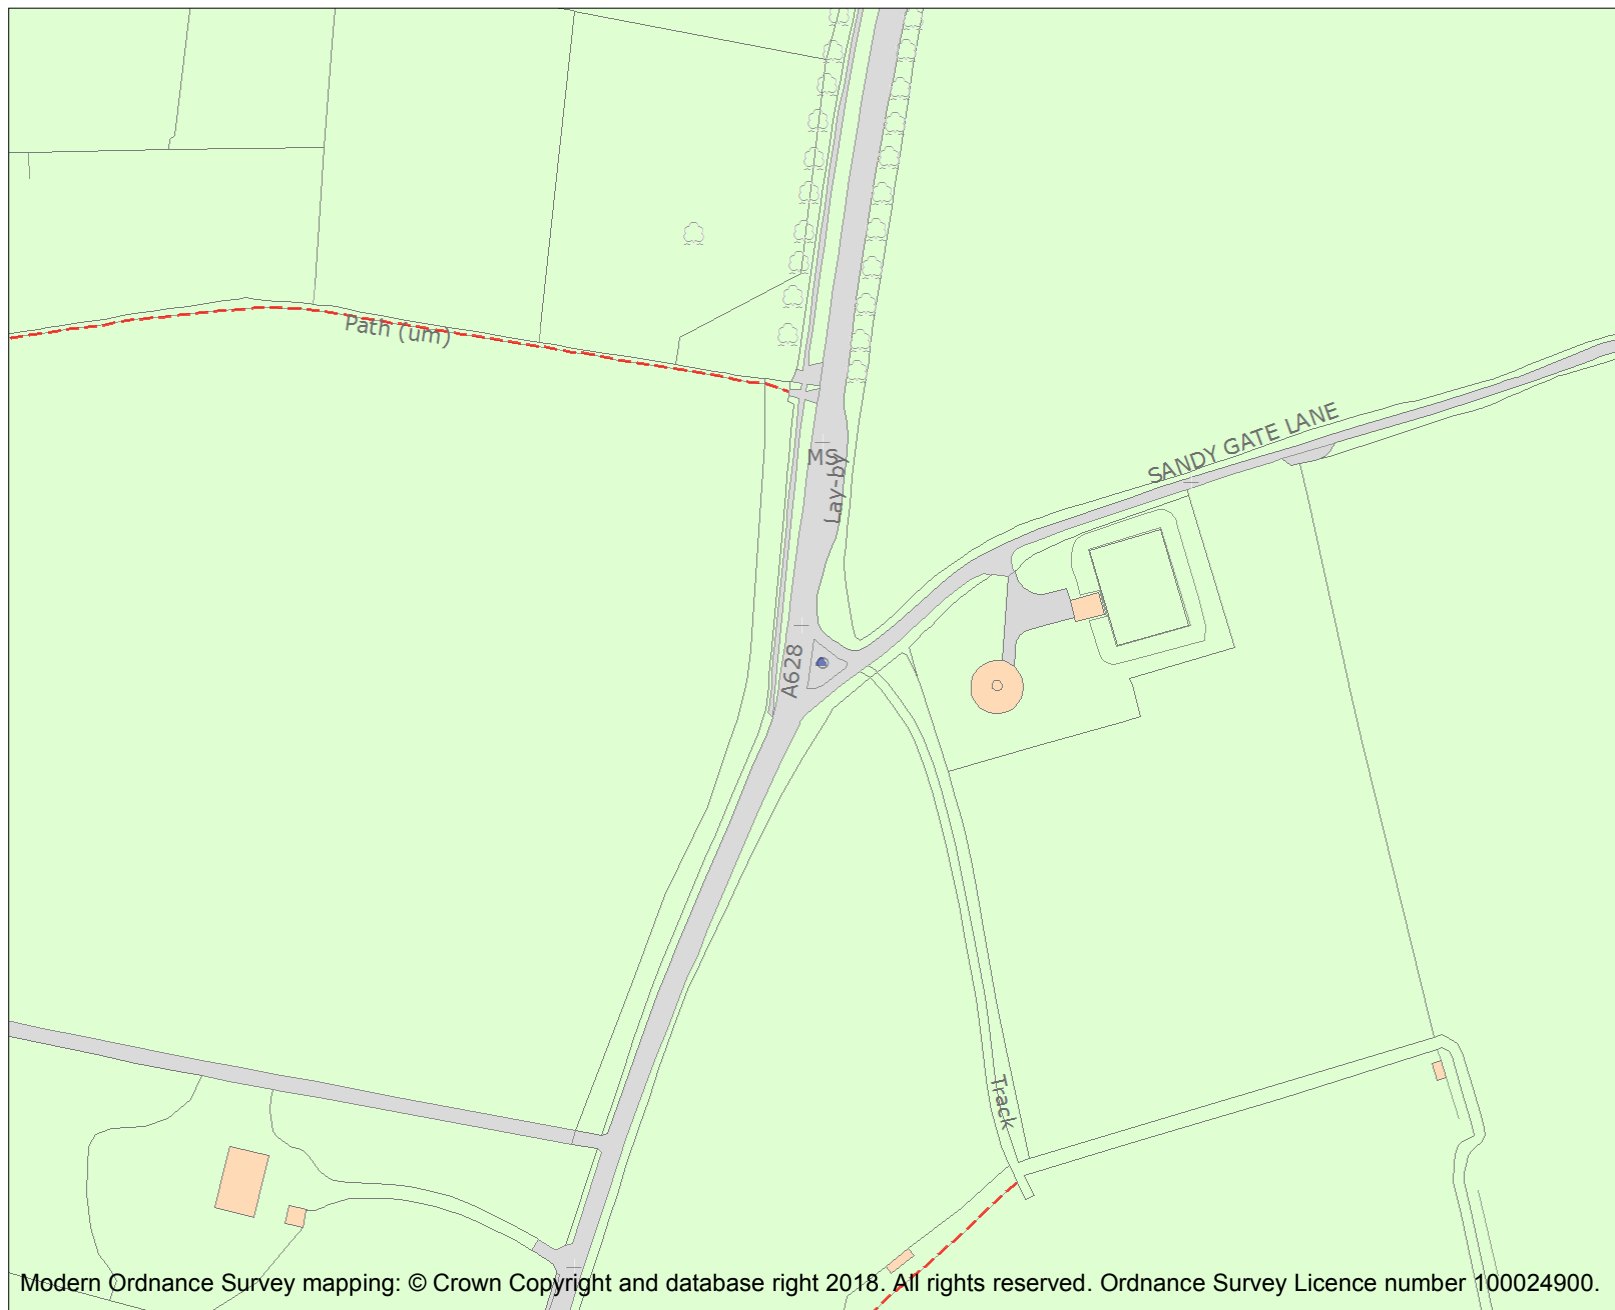 Path (um)
SANDY GATE LANE
MS
Lay-by
A628
Track
Modern Ordnance Survey mapping: © Crown Copyright and database right 2018. All rights reserved. Ordnance Survey Licence number 100024900.